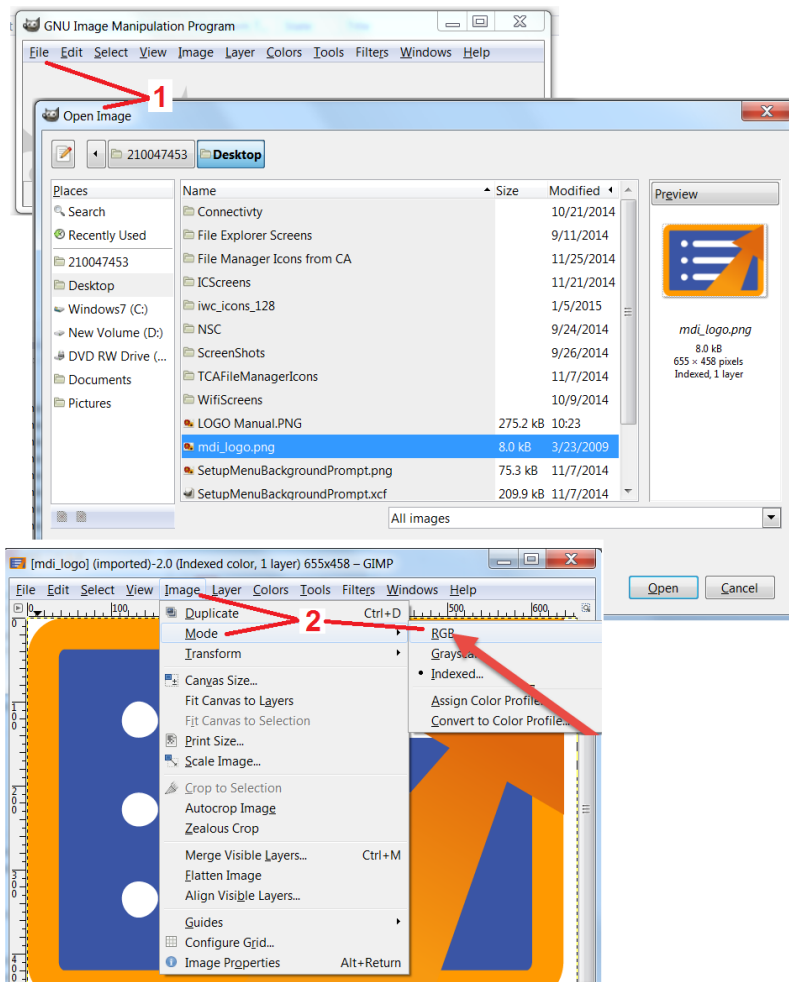 GNU Image Manipulation Program
File Edit Select View Image Layer Colors Tools Filters Windows Help
1
Open Image
210047453 Desktop
Places Name Size Modified Preview
Search Connectivty 10/21/2014
Recently Used File Explorer Screens 9/11/2014
210047453 File Manager Icons from CA 11/25/2014
Desktop ICScreens 11/21/2014
Windows7 (C:) iwc_icons_128 1/5/2015
New Volume (D:) NSC 9/24/2014 mdi_logo.png
DVD RW Drive (... ScreenShots 9/26/2014 8.0 kB
655 × 458 pixels
Documents TCAFileManagerIcons 11/7/2014 Indexed, 1 layer
Pictures WifiScreens 10/9/2014
LOGO Manual.PNG 275.2 kB 10:23
mdi_logo.png 8.0 kB 3/23/2009
SetupMenuBackgroundPrompt.png 75.3 kB 11/7/2014
SetupMenuBackgroundPrompt.xcf 209.9 kB 11/7/2014
All images
Open Cancel
[mdi_logo] (imported)-2.0 (Indexed color, 1 layer) 655x458 – GIMP
File Edit Select View Image Layer Colors Tools Filters Windows Help
0 100 500 600
Duplicate Ctrl+D
2
Mode RGB
Transform
Indexed...
Canvas Size...
Fit Canvas to Layers Assign Color Profile...
Fit Canvas to Selection Convert to Color Profile...
Print Size...
Scale Image...
Crop to Selection
Autocrop Image
Zealous Crop
Merge Visible Layers... Ctrl+M
Flatten Image
Align Visible Layers...
Guides
Configure Grid...
Image Properties Alt+Return